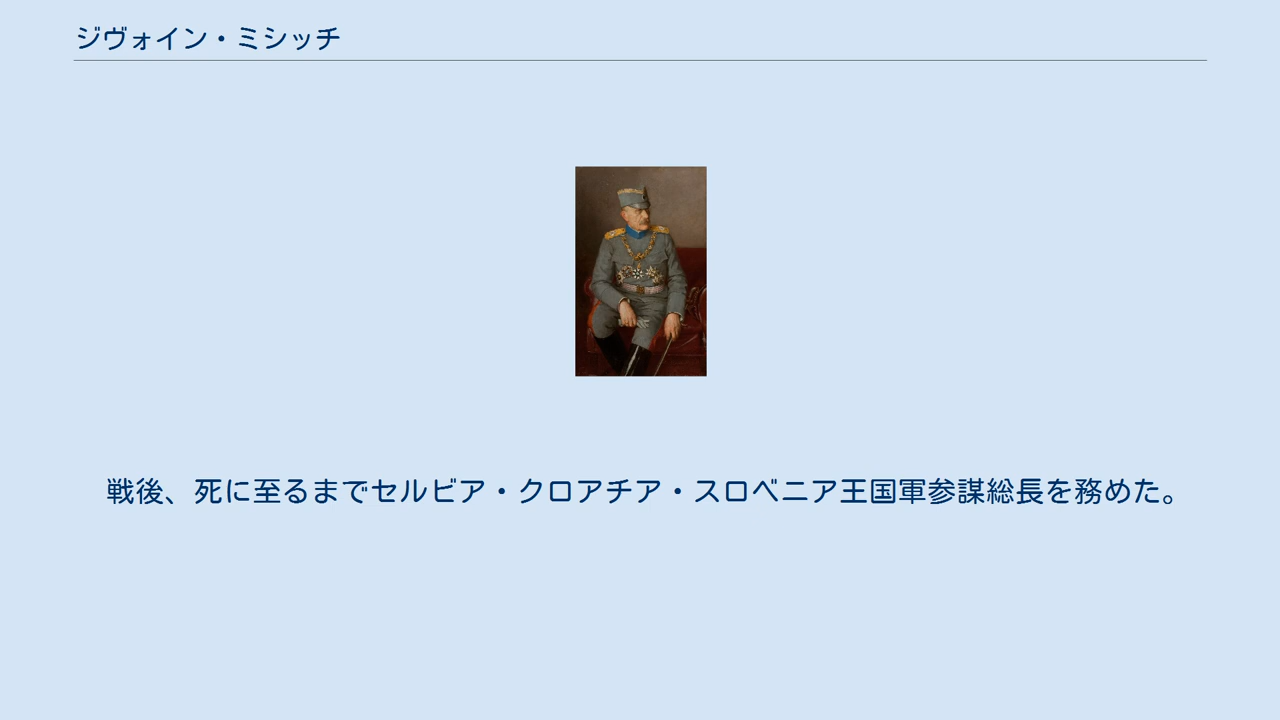 ジヴォイン・ミシッチ
戦後、死に至るまでセルビア・クロアチア・スロベニア王国軍参謀総長を務めた。